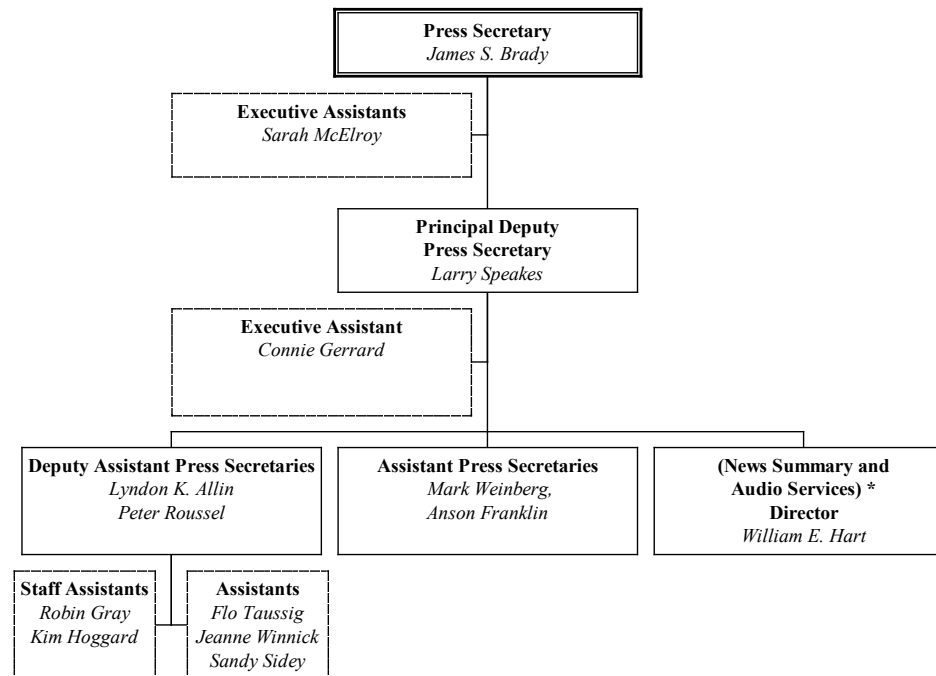 Press Secretary
James S. Brady
Executive Assistants
Sarah McElroy
Principal Deputy
Press Secretary
Larry Speakes
Executive Assistant
Connie Gerrard
Deputy Assistant Press Secretaries
Lyndon K. Allin
Peter Roussel
Assistant Press Secretaries
Mark Weinberg,
Anson Franklin
(News Summary and
Audio Services) *
Director
William E. Hart
Staff Assistants
Robin Gray
Kim Hoggard
Assistants
Flo Taussig
Jeanne Winnick
Sandy Sidey